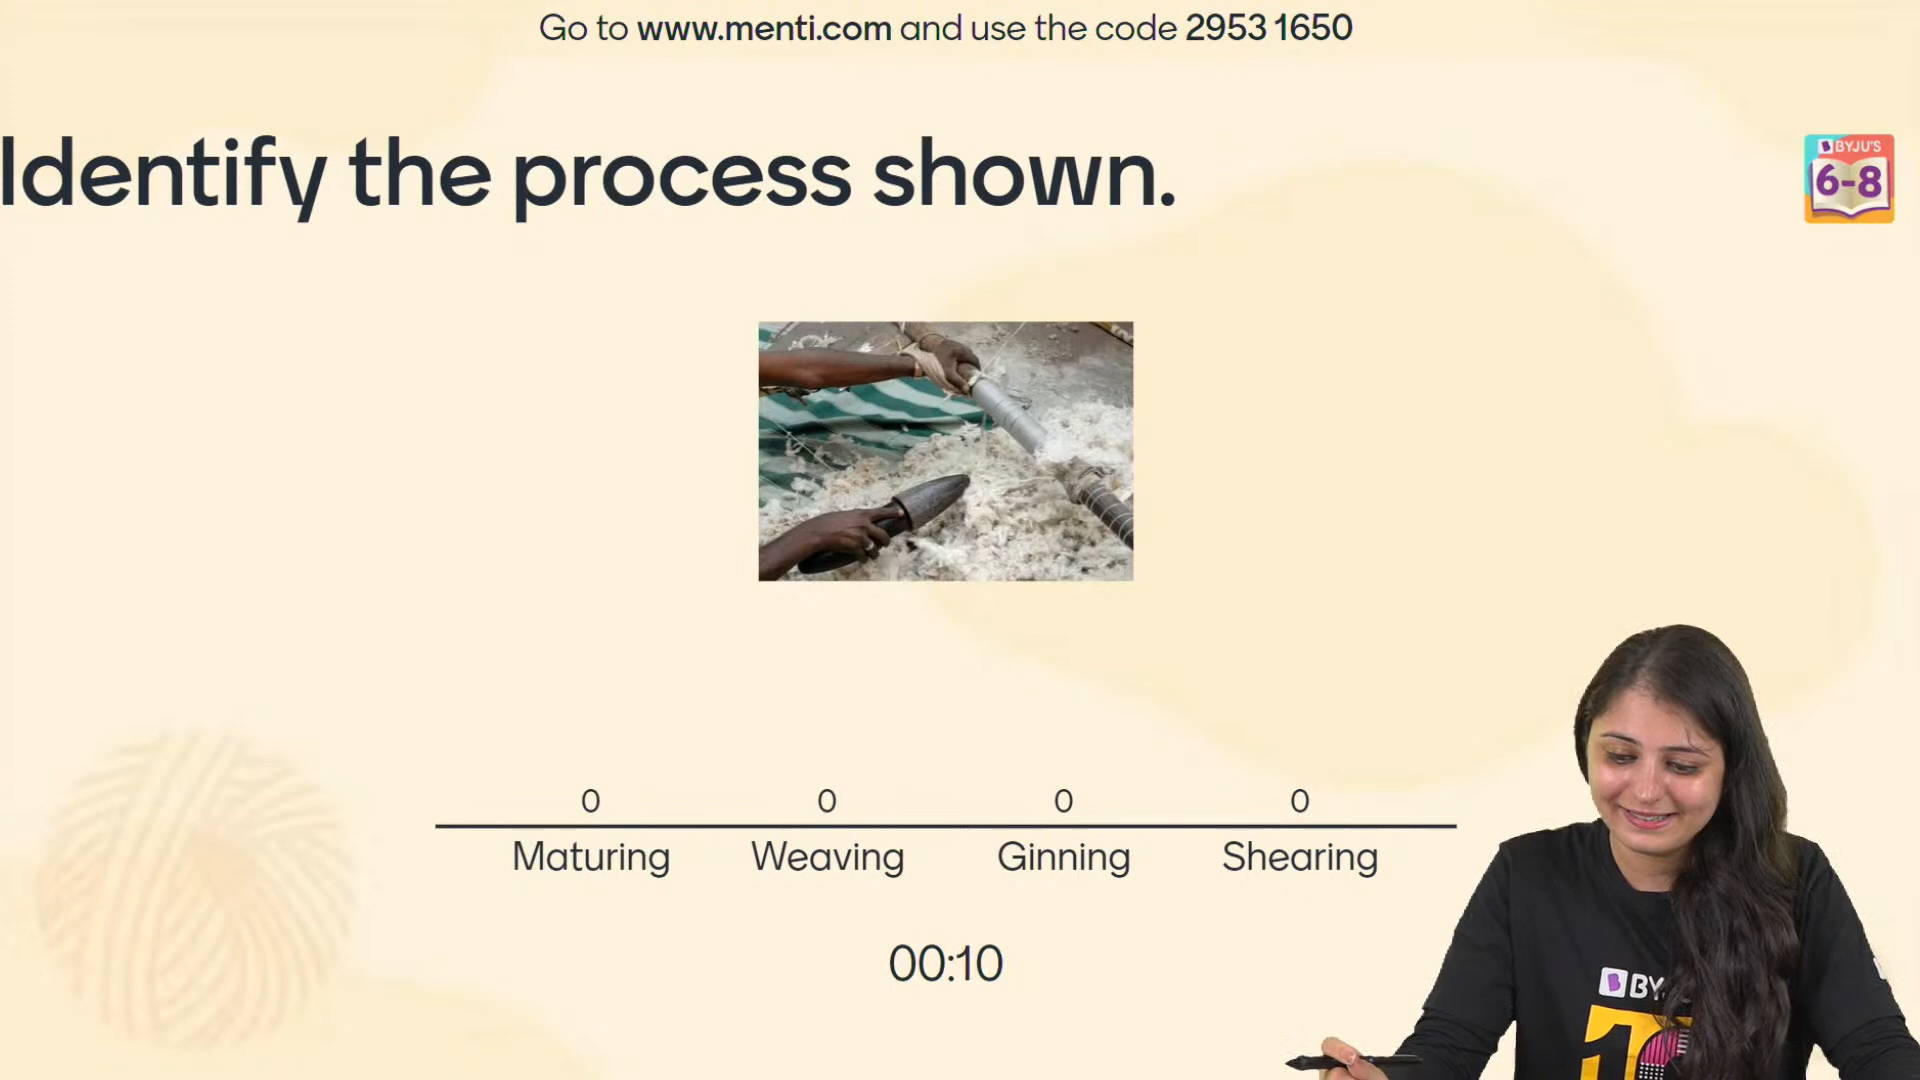 Go to www.menti.com and use the code 2953 1650
Identify the process shown.
BYJU'S
6-8
0 0 0 0
Maturing Weaving Ginning Shearing
00:10